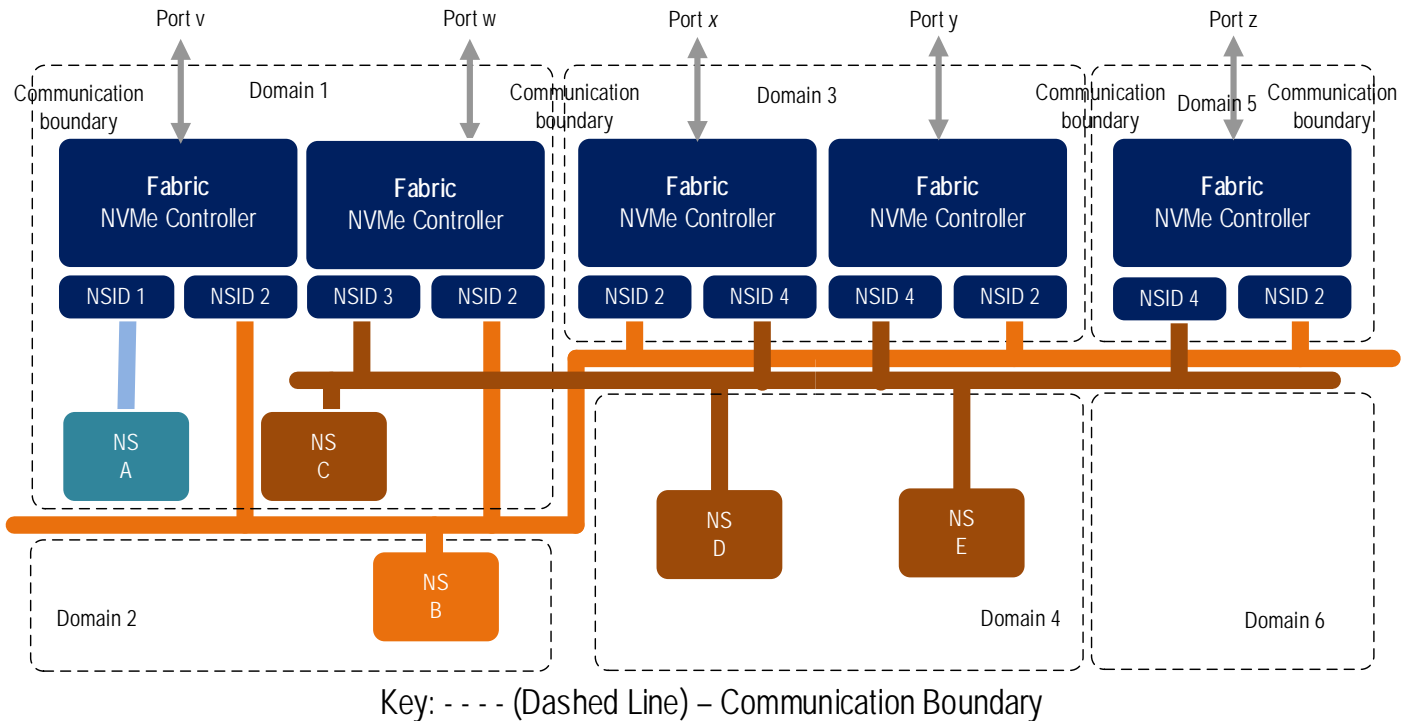 Port v
Port w
Port x
Port y
Port z
Communication
boundary
Domain 1
Communication
boundary
Domain 3
Communication
boundary
Domain 5
Communication
boundary
Fabric
NVMe Controller
Fabric
NVMe Controller
Fabric
NVMe Controller
Fabric
NVMe Controller
Fabric
NVMe Controller
NSID 1
NSID 2
NSID 3
NSID 2
NSID 2
NSID 4
NSID 4
NSID 2
NSID 4
NSID 2
NS
A
NS
C
NS
D
NS
E
NS
B
Domain 2
Domain 4
Domain 6
Key: - - - - (Dashed Line) – Communication Boundary